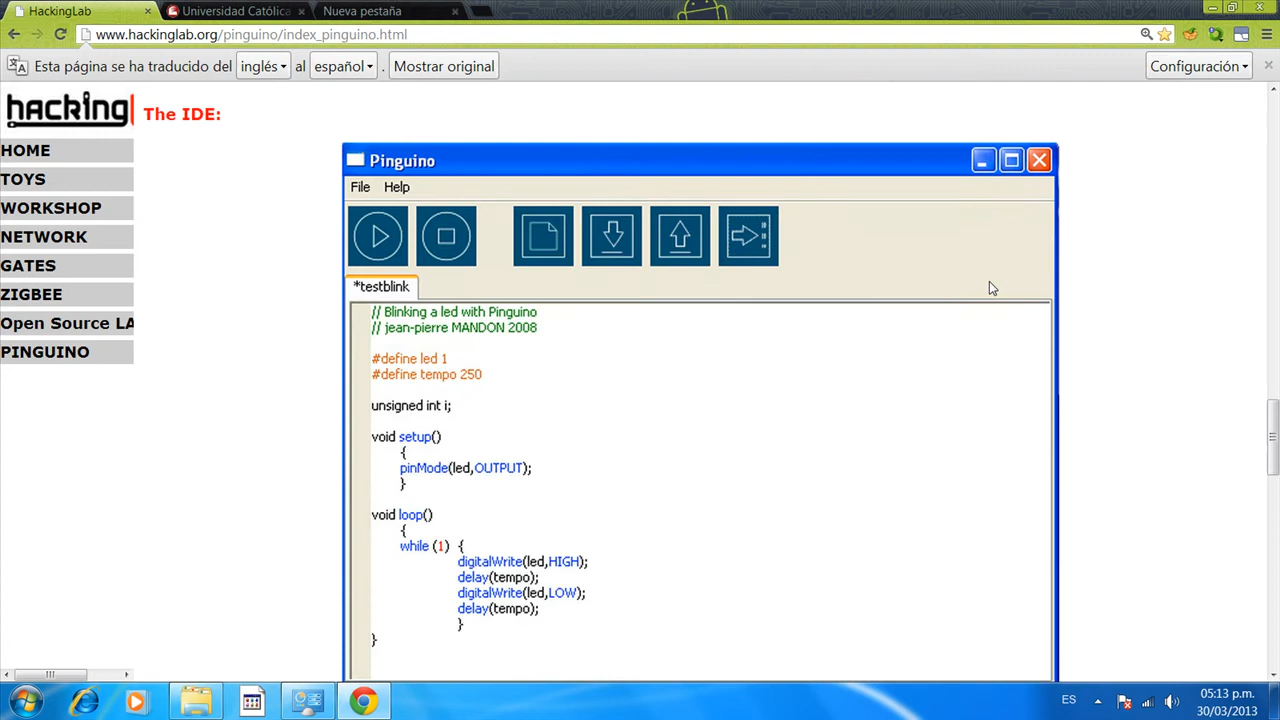 HackingLab
Universidad Católic
Nueva pestaña
www.hackinglab.org/pinguino/index_pinguino.html
Esta página se ha traducido del inglés al español . Mostrar original Configuración
hacking
The IDE:
HOME
TOYS
WORKSHOP
NETWORK
GATES
ZIGBEE
Open Source LA
PINGUINO
Pinguino
File Help
*testblink
// Blinking a led with Pinguino
// jean-pierre MANDON 2008
#define led 1
#define tempo 250
unsigned int i;
void setup()
{
pinMode(led,OUTPUT);
}
void loop()
{
while (1) {
digitalWrite(led,HIGH);
delay(tempo);
digitalWrite(led,LOW);
delay(tempo);
}
}
ES
05:13 p.m.
30/03/2013